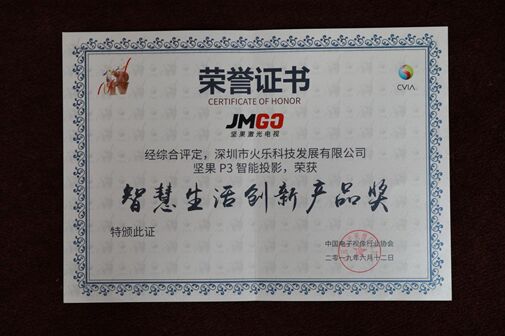 荣誉证书
CERTIFICATE OF HONOR
CVIA
JMGO
坚果激光电视
经综合评定，深圳市火乐科技发展有限公司
坚果 P3 智能投影，荣获
智慧生活创新产品奖
特颁此证
中国电子视像行业协会
二〇一九年六月十二日